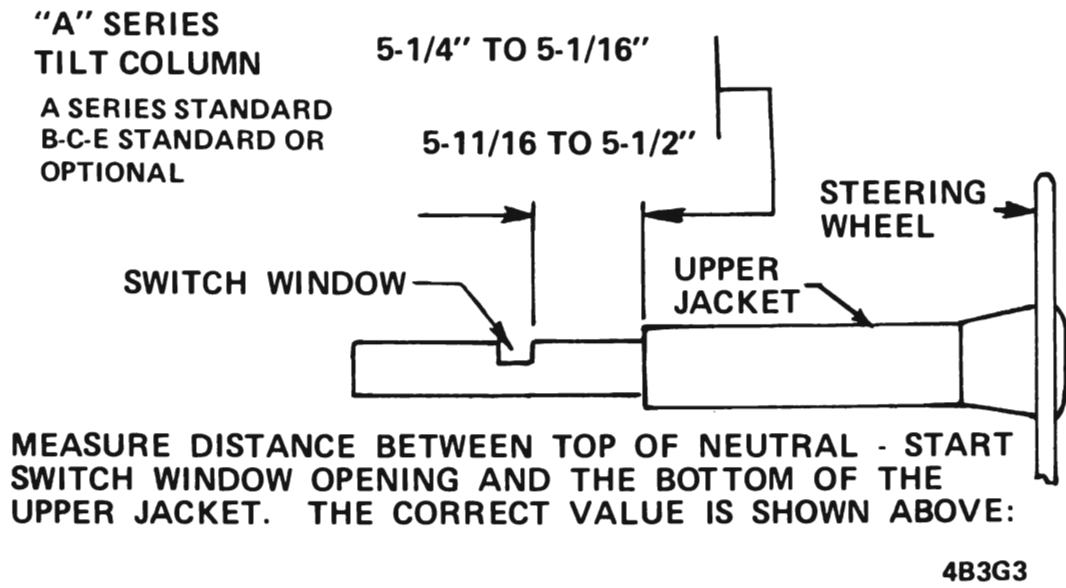 “A” SERIES
TILT COLUMN
5-1/4” TO 5-1/16”
A SERIES STANDARD
B-C-E STANDARD OR
OPTIONAL
5-11/16 TO 5-1/2”
STEERING
WHEEL
SWITCH WINDOW
UPPER
JACKET
MEASURE DISTANCE BETWEEN TOP OF NEUTRAL - START
SWITCH WINDOW OPENING AND THE BOTTOM OF THE
UPPER JACKET. THE CORRECT VALUE IS SHOWN ABOVE:
4B3G3